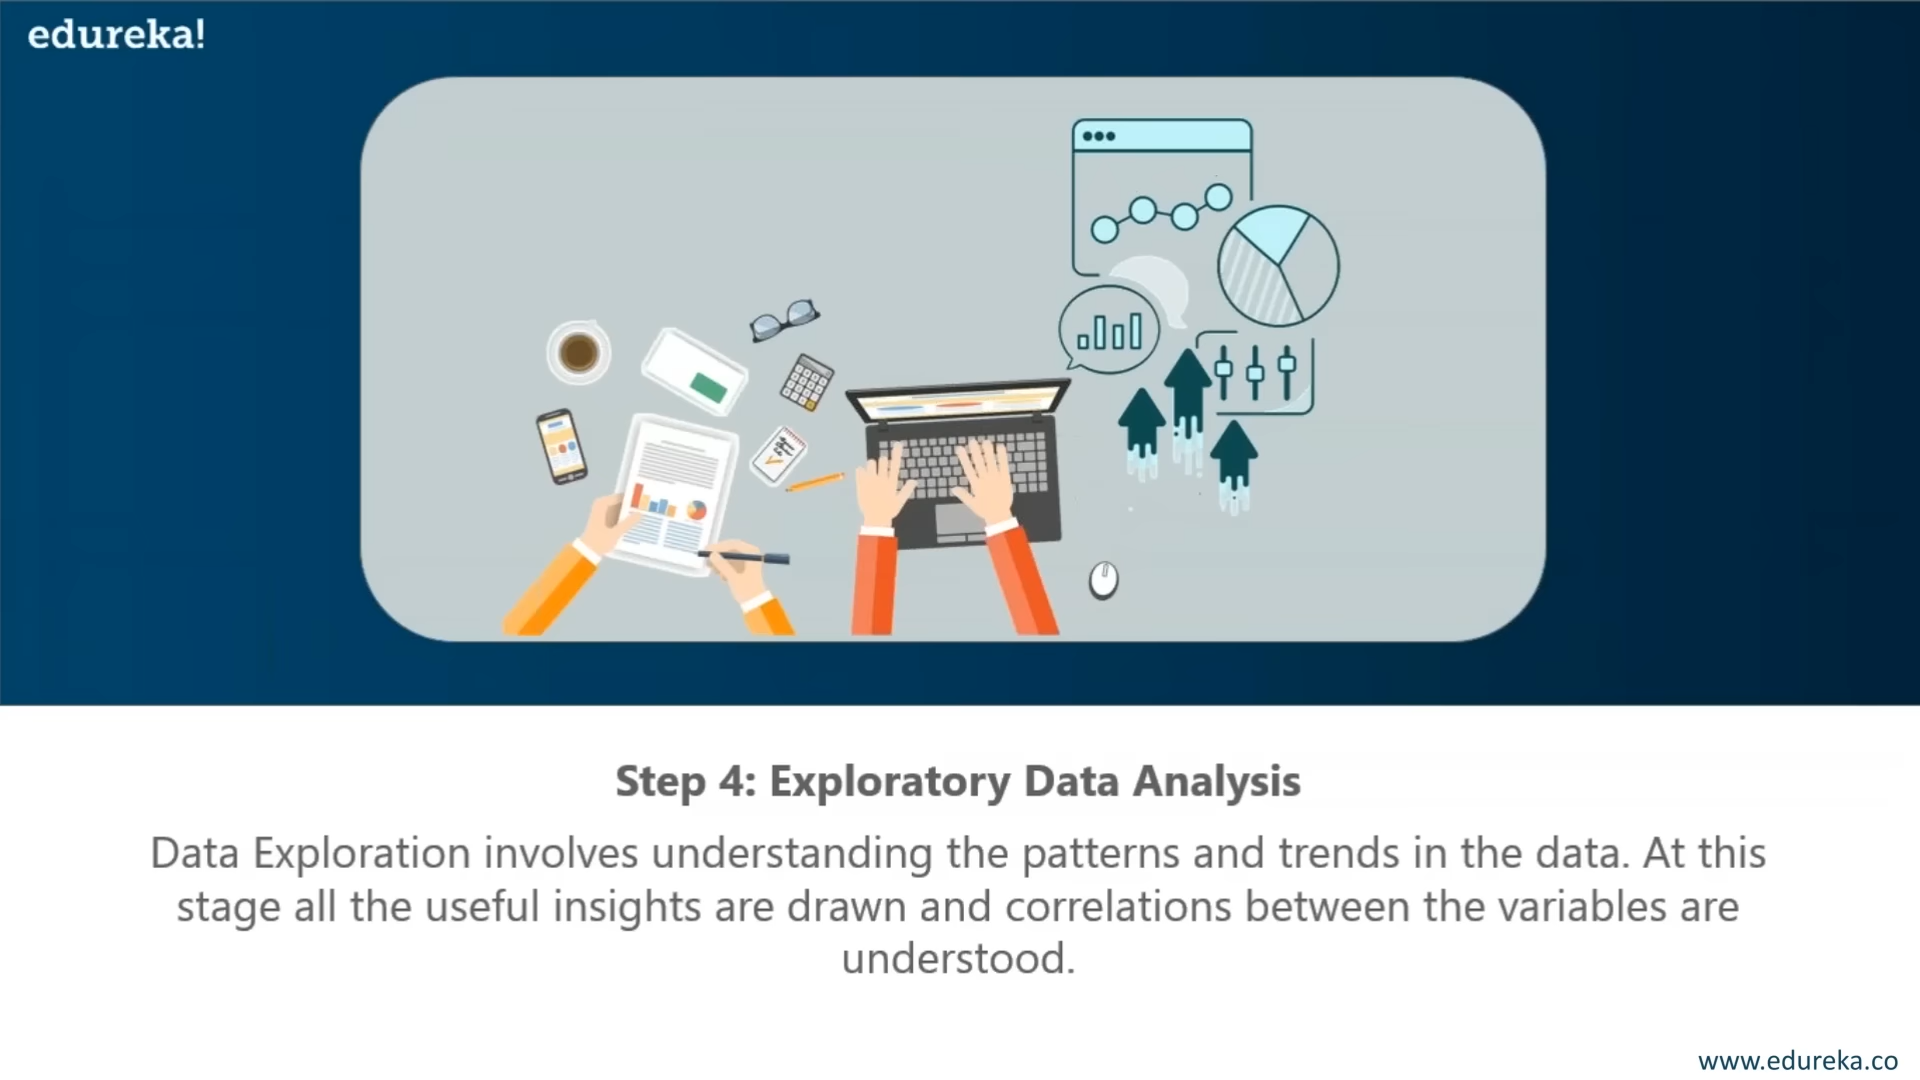 edureka!
Step 4: Exploratory Data Analysis
Data Exploration involves understanding the patterns and trends in the data. At this
stage all the useful insights are drawn and correlations between the variables are
understood.
www.edureka.co